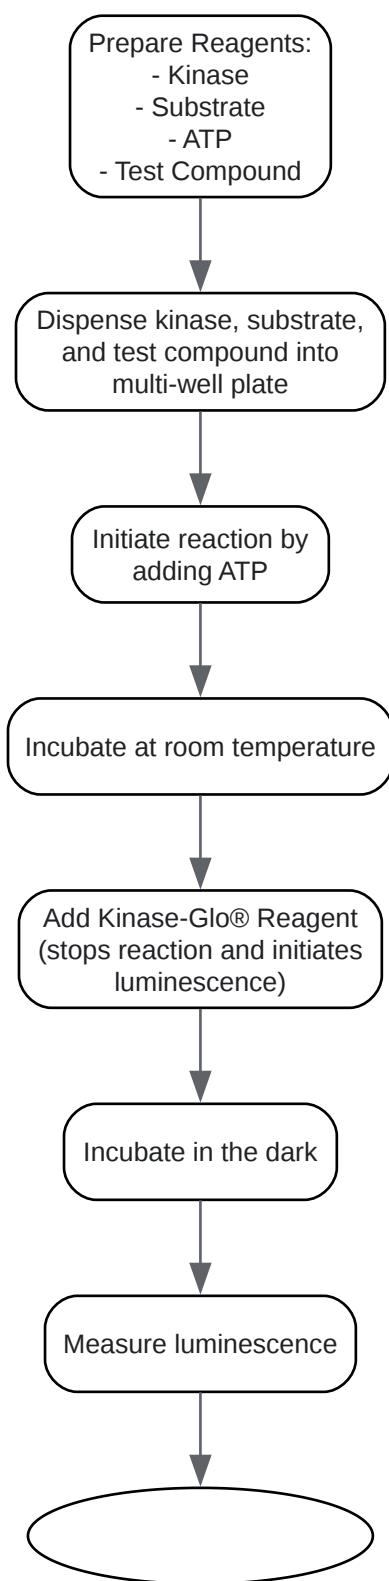 Prepare Reagents:
- Kinase
- Substrate
- ATP
- Test Compound
Dispense kinase, substrate,
and test compound into
multi-well plate
Initiate reaction by
adding ATP
Incubate at room temperature
Add Kinase-Glo® Reagent
(stops reaction and initiates
luminescence)
Incubate in the dark
Measure luminescence